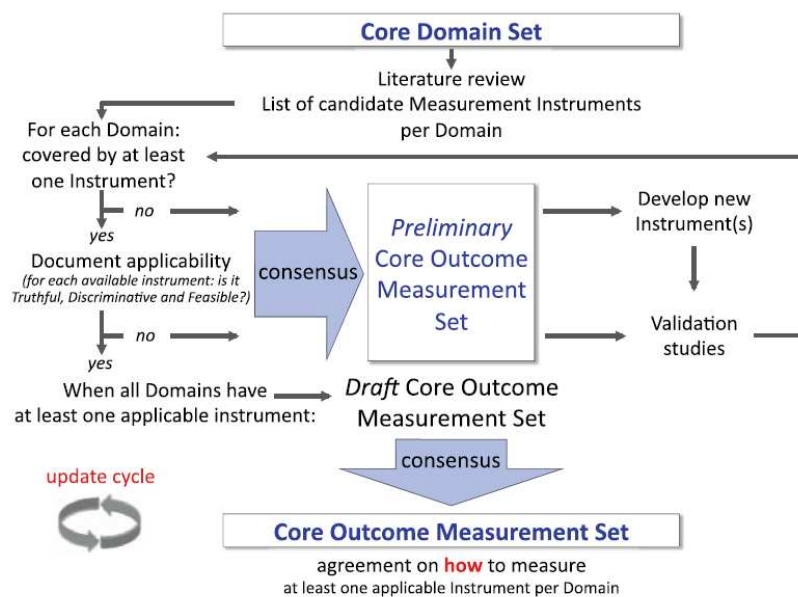 Core Domain Set
Literature review
List of candidate Measurement Instruments
per Domain
For each Domain:
covered by at least
one Instrument?
no
yes
Document applicability
(for each available instrument: is it
Truthful, Discriminative and Feasible?)
no
yes
When all Domains have
at least one applicable instrument:
consensus
Preliminary
Core Outcome
Measurement
Set
Develop new
Instrument(s)
Validation
studies
Draft Core Outcome
Measurement Set
consensus
update cycle
Core Outcome Measurement Set
agreement on how to measure
at least one applicable Instrument per Domain